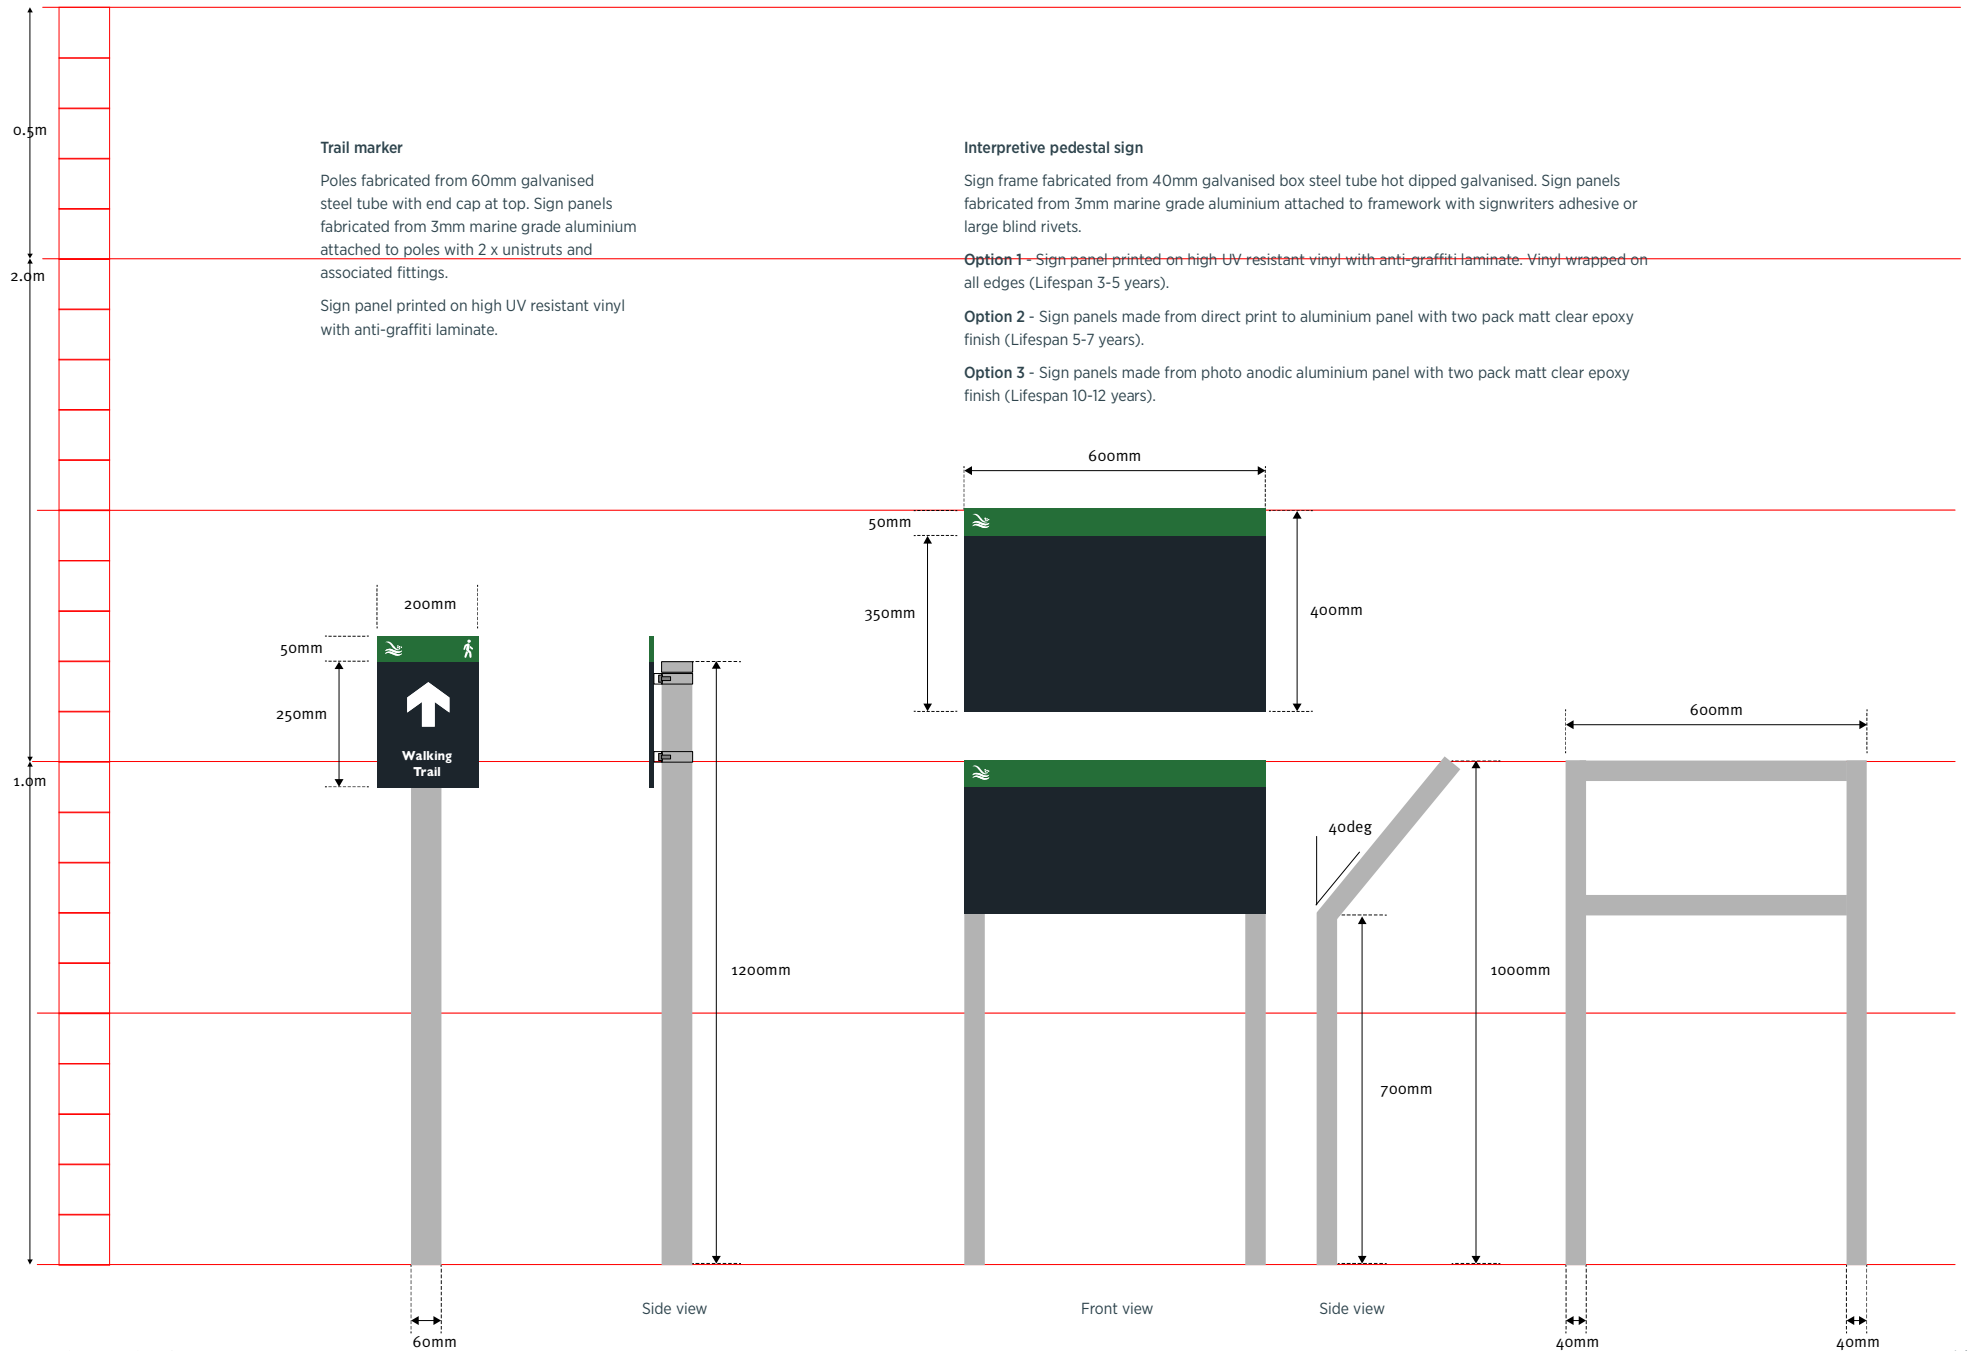 0.5m
2.0m
1.0m
Trail marker
Poles fabricated from 60mm galvanised
steel tube with end cap at top. Sign panels
fabricated from 3mm marine grade aluminium
attached to poles with 2 x unistruts and
associated fittings.
Sign panel printed on high UV resistant vinyl
with anti-graffiti laminate.
Interpretive pedestal sign
Sign frame fabricated from 40mm galvanised box steel tube hot dipped galvanised. Sign panels
fabricated from 3mm marine grade aluminium attached to framework with signwriters adhesive or
large blind rivets.
Option 1 - Sign panel printed on high UV resistant vinyl with anti-graffiti laminate. Vinyl wrapped on
all edges (Lifespan 3-5 years).
Option 2 - Sign panels made from direct print to aluminium panel with two pack matt clear epoxy
finish (Lifespan 5-7 years).
Option 3 - Sign panels made from photo anodic aluminium panel with two pack matt clear epoxy
finish (Lifespan 10-12 years).
200mm
50mm
250mm
Walking
Trail
60mm
1200mm
Side view
600mm
50mm
350mm
400mm
Front view
40deg
700mm
1000mm
Side view
600mm
40mm
40mm